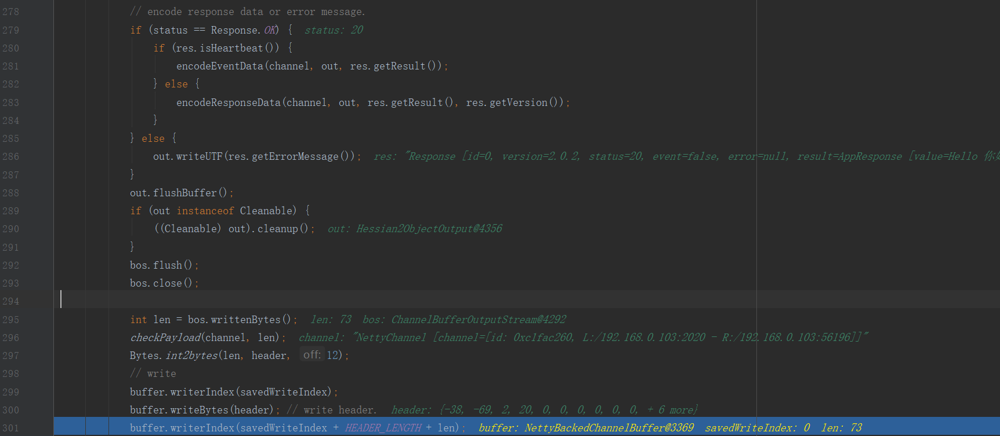 278 // encode response data or error message.
279 if (status == Response.OK) { status: 20
280 if (res.isHeartbeat()) {
281 encodeEventData(channel, out, res.getResult());
282 } else {
283 encodeResponseData(channel, out, res.getResult(), res.getVersion());
284 }
285 } else {
286 out.writeUTF(res.getErrorMessage()); res: "Response [id=0, version=2.0.2, status=20, event=false, error=null, result=AppResponse [value=Hello 你
287 }
288 out.flushBuffer();
289 if (out instanceof Cleanable) {
290 ((Cleanable) out).cleanup(); out: Hessian2ObjectOutput@4356
291 }
292 bos.flush();
293 bos.close();
294
295 int len = bos.writtenBytes(); len: 73 bos: ChannelBufferOutputStream@4292
296 checkPayload(channel, len); channel: "NettyChannel [channel=[id: 0xc1fac260, L:/192.168.0.103:2020 - R:/192.168.0.103:56196]]"
297 Bytes.int2bytes(len, header, off: 12);
298 // write
299 buffer.writerIndex(savedWriteIndex);
300 buffer.writeBytes(header); // write header. header: {-38, -69, 2, 20, 0, 0, 0, 0, 0, 0, + 6 more}
301 buffer.writerIndex(savedWriteIndex + HEADER_LENGTH + len); buffer: NettyBackedChannelBuffer@3369 savedWriteIndex: 0 len: 73